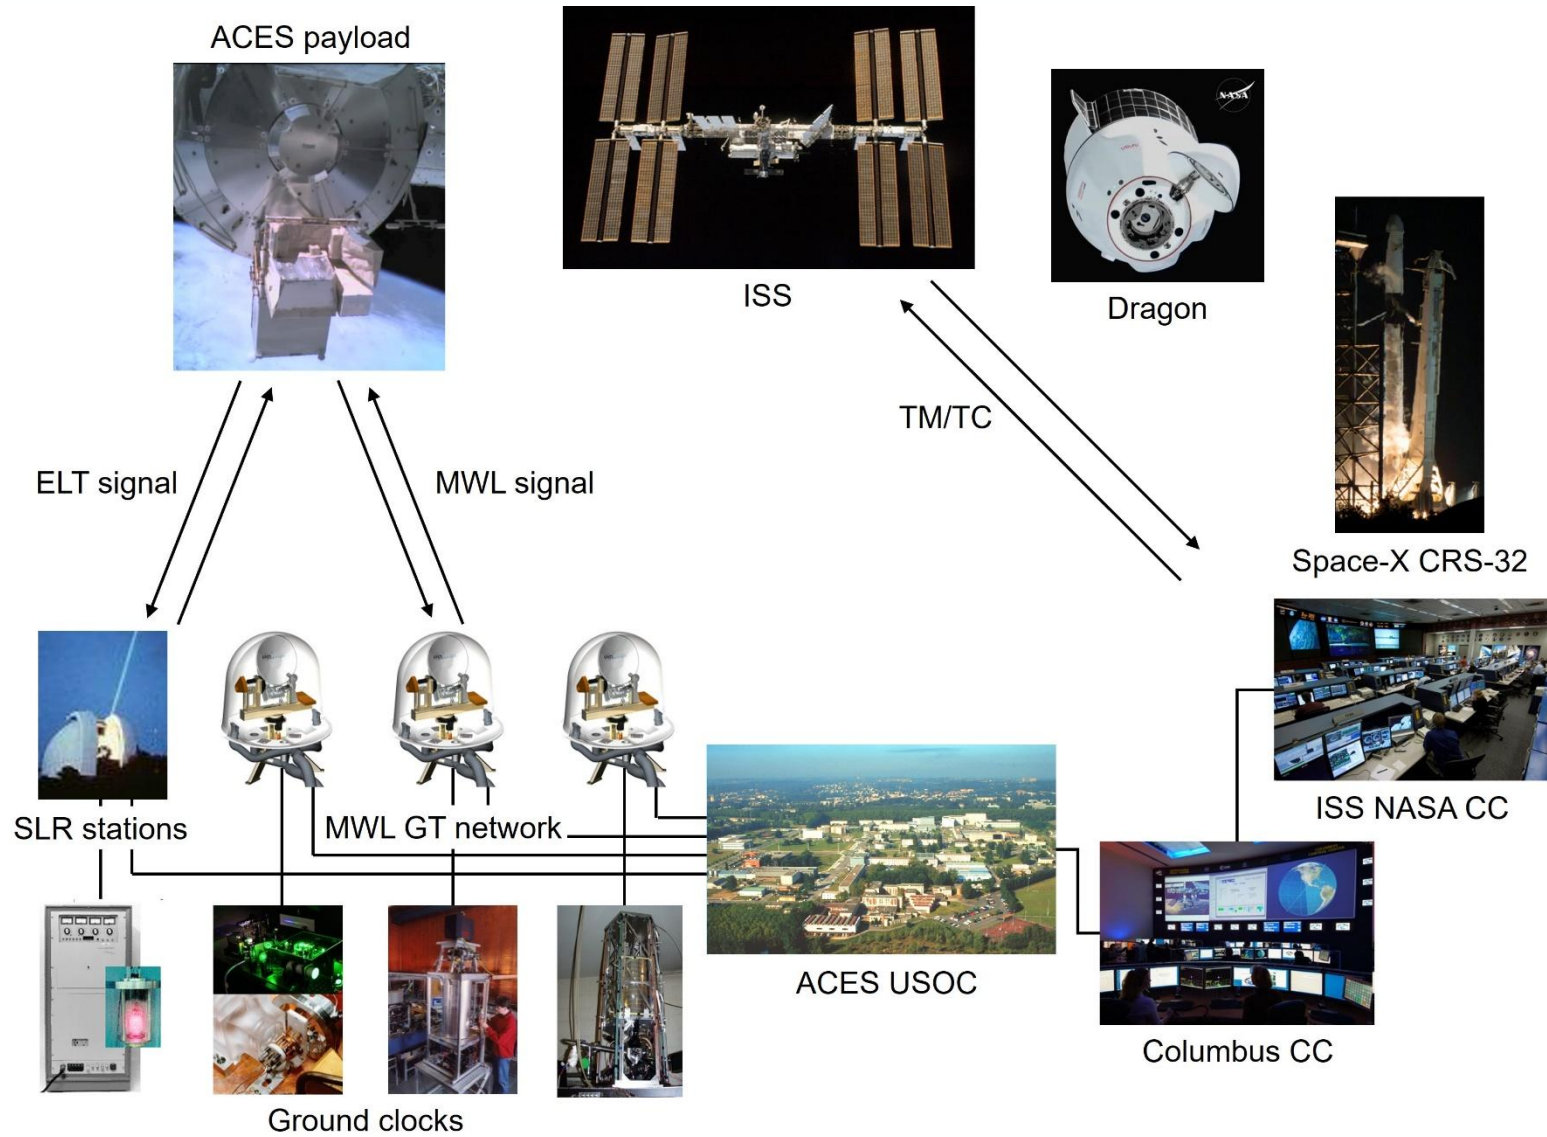 ACES payload
NASA
ISS
Dragon
TM/TC
ELT signal
MWL signal
Space-X CRS-32
SLR stations
MWL GT network
ISS NASA CC
ACES USOC
Columbus CC
Ground clocks